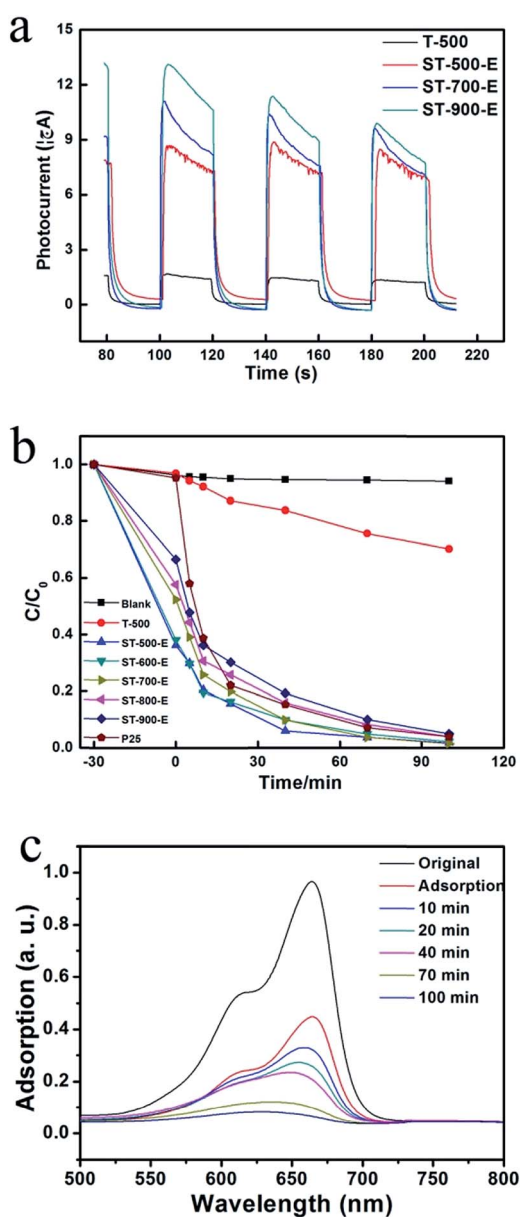 a
Photocurrent (¡¿A)
T-500
ST-500-E
ST-700-E
ST-900-E
15
12
9
6
3
0
80 100 120 140 160 180 200 220
Time (s)
b
C/C0
1.0
0.8
0.6
0.4
0.2
0.0
Blank
T-500
ST-500-E
ST-600-E
ST-700-E
ST-800-E
ST-900-E
P25
-30 0 30 60 90 120
Time/min
c
Adsorption (a. u.)
1.0
0.8
0.6
0.4
0.2
0.0
Original
Adsorption
10 min
20 min
40 min
70 min
100 min
500 550 600 650 700 750 800
Wavelength (nm)